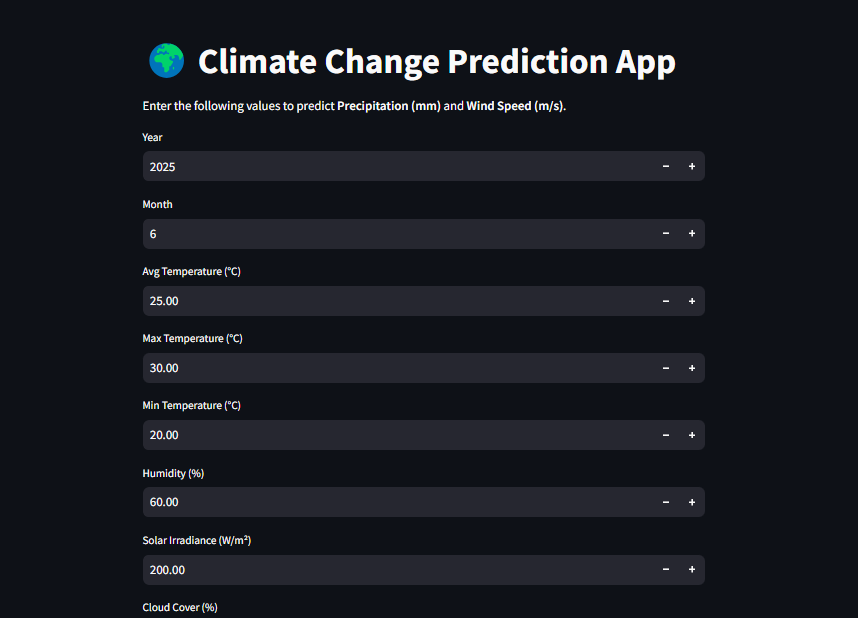 Climate Change Prediction App
Enter the following values to predict Precipitation (mm) and Wind Speed (m/s).
Year
2025
Month
6
Avg Temperature (°C)
25.00
Max Temperature (°C)
30.00
Min Temperature (°C)
20.00
Humidity (%)
60.00
Solar Irradiance (W/m²)
200.00
Cloud Cover (%)